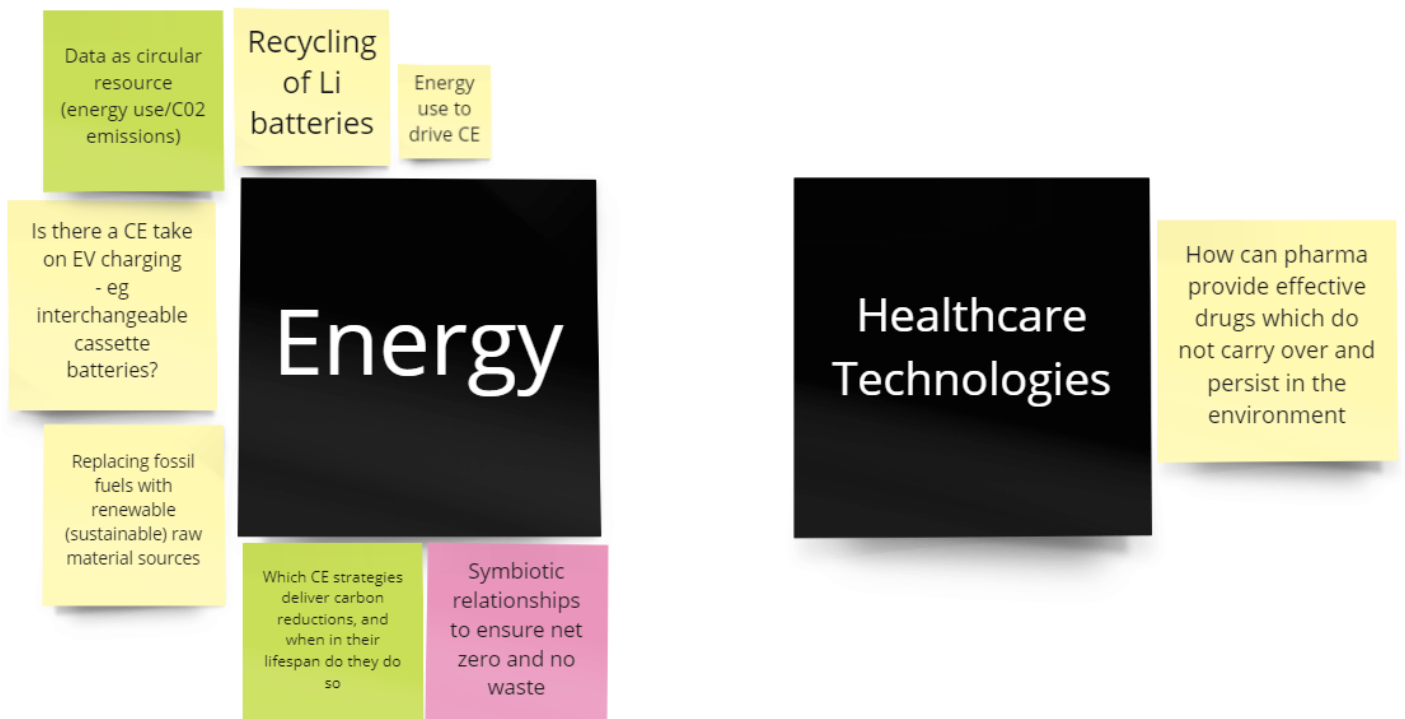 Data as circular
resource
(energy use/C02
emissions)
Recycling
of Li
batteries
Energy
use to
drive CE
Is there a CE take
on EV charging
- eg
interchangeable
cassette
batteries?
Energy
Replacing fossil
fuels with
renewable
(sustainable) raw
material sources
Which CE strategies
deliver carbon
reductions, and
when in their
lifespan do they do
so
Symbiotic
relationships
to ensure net
zero and no
waste
Healthcare
Technologies
How can pharma
provide effective
drugs which do
not carry over and
persist in the
environment